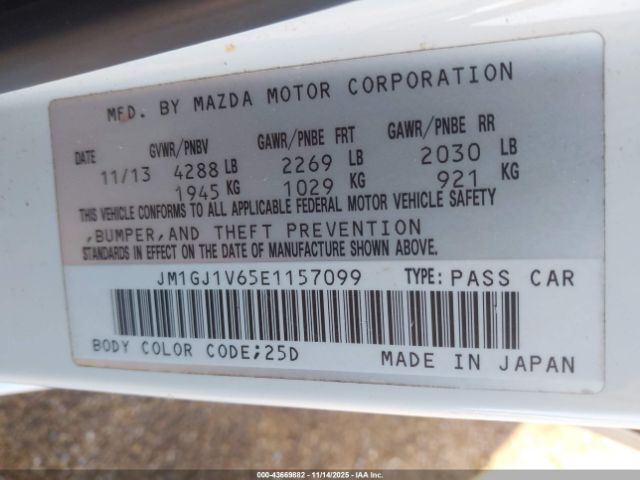 MFD. BY MAZDA MOTOR CORPORATION
DATE GVWR/PNBV GAWR/PNBE FRT GAWR/PNBE RR
11/13 4288 LB 2269 LB 2030 LB
1945 KG 1029 KG 921 KG
THIS VEHICLE CONFORMS TO ALL APPLICABLE FEDERAL MOTOR VEHICLE SAFETY
,BUMPER,AND THEFT PREVENTION
STANDARDS IN EFFECT ON THE DATE OF MANUFACTURE SHOWN ABOVE.
JM1GJ1V65E1157099 TYPE: PASS CAR
BODY COLOR CODE;25D MADE IN JAPAN
000-43669882 - 11/14/2025 - IAA Inc.